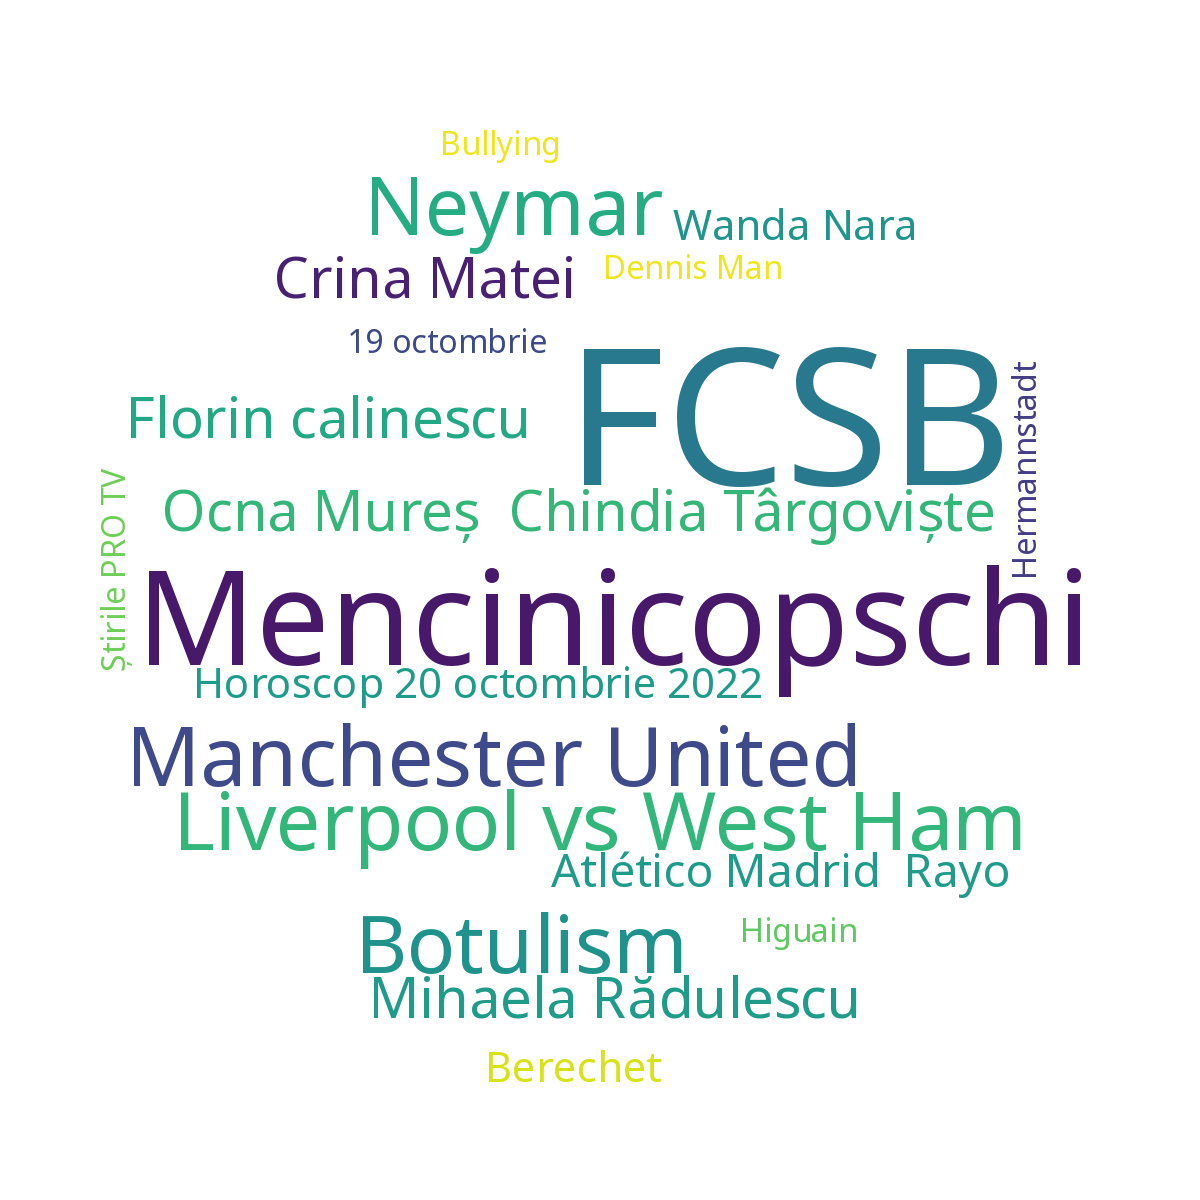 Bullying
Neymar
Wanda Nara
Crina Matei
Dennis Man
19 octombrie
FCSB
Hermannstadt
Florin calinescu
Știrile PRO TV
Ocna Mureș
Chindia Târgoviște
Mencinicopschi
Horoscop 20 octombrie 2022
Manchester United
Liverpool vs West Ham
Atlético Madrid
Rayo
Botulism
Higuain
Mihaela Rădulescu
Berechet